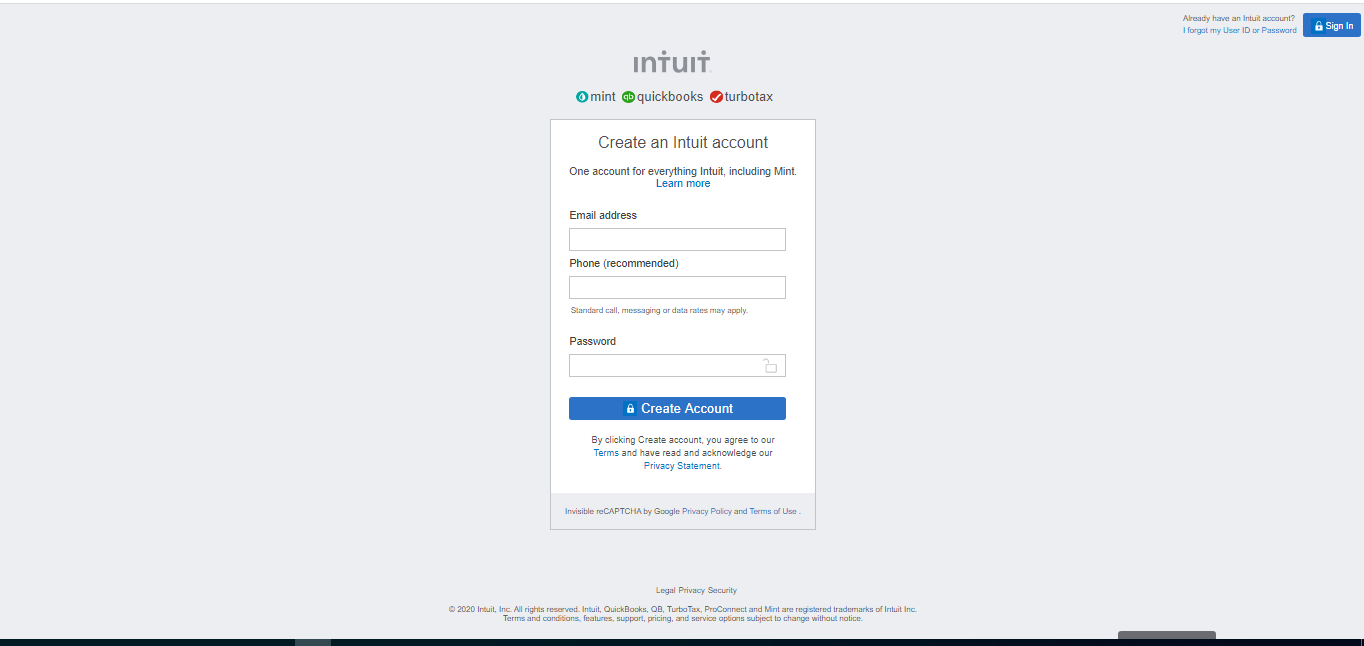 Already have an Intuit account?
I forgot my User ID or Password
Sign In
ıntuıt.
mint qb quickbooks turbotax
Create an Intuit account
One account for everything Intuit, including Mint.
Learn more
Email address
Phone (recommended)
Standard call, messaging or data rates may apply.
Password
Create Account
By clicking Create account, you agree to our
Terms and have read and acknowledge our
Privacy Statement.
Invisible reCAPTCHA by Google Privacy Policy and Terms of Use .
Legal Privacy Security
© 2020 Intuit, Inc. All rights reserved. Intuit, QuickBooks, QB, TurboTax, ProConnect and Mint are registered trademarks of Intuit Inc.
Terms and conditions, features, support, pricing, and service options subject to change without notice.